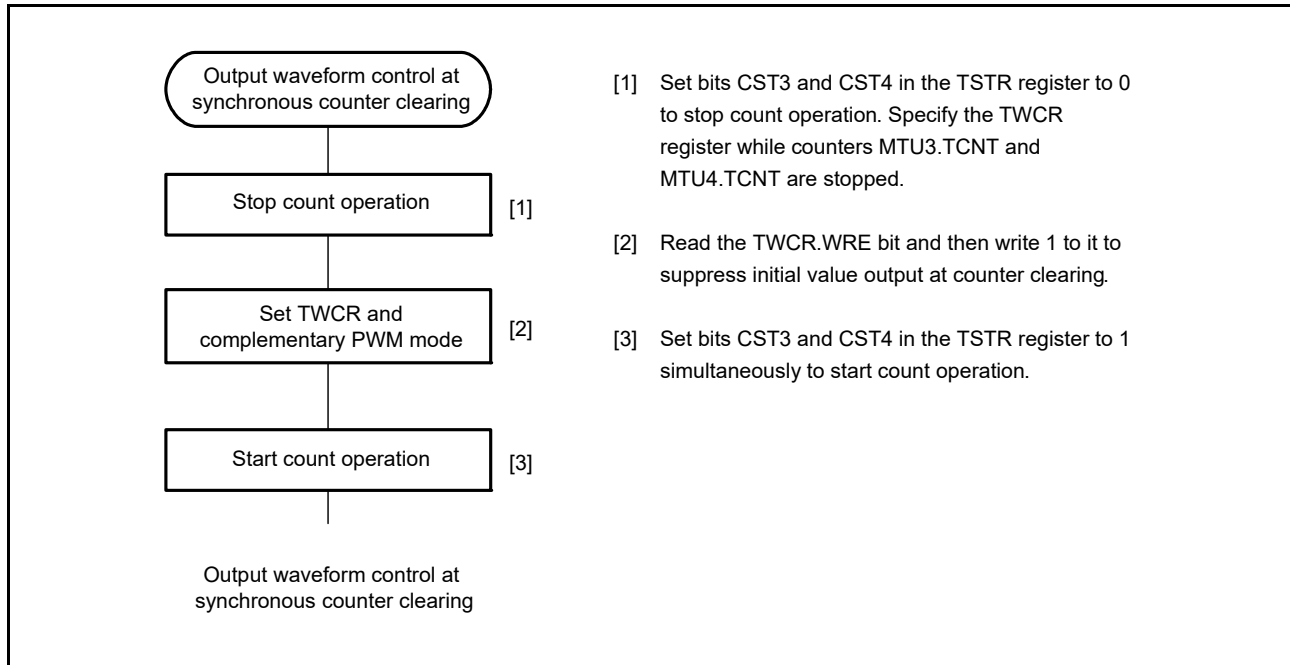 Output waveform control at
synchronous counter clearing
Stop count operation
[1]
Set TWCR and
complementary PWM mode
[2]
Start count operation
[3]
Output waveform control at
synchronous counter clearing
[1] Set bits CST3 and CST4 in the TSTR register to 0
to stop count operation. Specify the TWCR
register while counters MTU3.TCNT and
MTU4.TCNT are stopped.
[2] Read the TWCR.WRE bit and then write 1 to it to
suppress initial value output at counter clearing.
[3] Set bits CST3 and CST4 in the TSTR register to 1
simultaneously to start count operation.